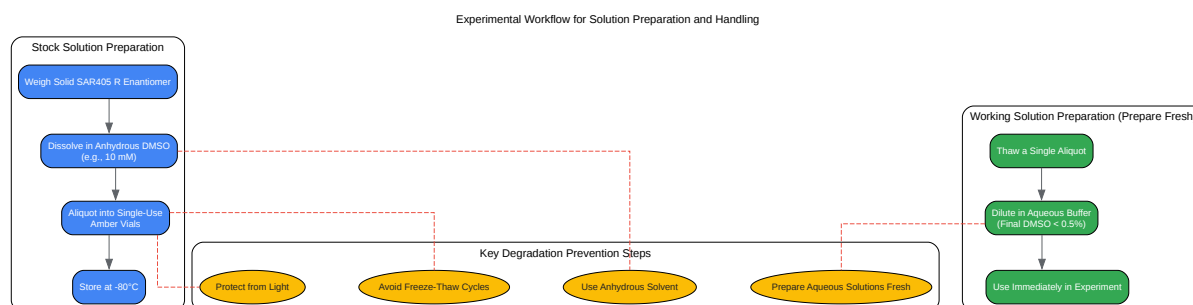 Experimental Workflow for Solution Preparation and Handling
Stock Solution Preparation
Weigh Solid SAR405 R Enantiomer
Dissolve in Anhydrous DMSO
(e.g., 10 mM)
Aliquot into Single-Use
Amber Vials
Store at -80°C
Key Degradation Prevention Steps
Protect from Light
Avoid Freeze-Thaw Cycles
Use Anhydrous Solvent
Prepare Aqueous Solutions Fresh
Working Solution Preparation (Prepare Fresh
Thaw a Single Aliquot
Dilute in Aqueous Buffer
(Final DMSO < 0.5%)
Use Immediately in Experiment